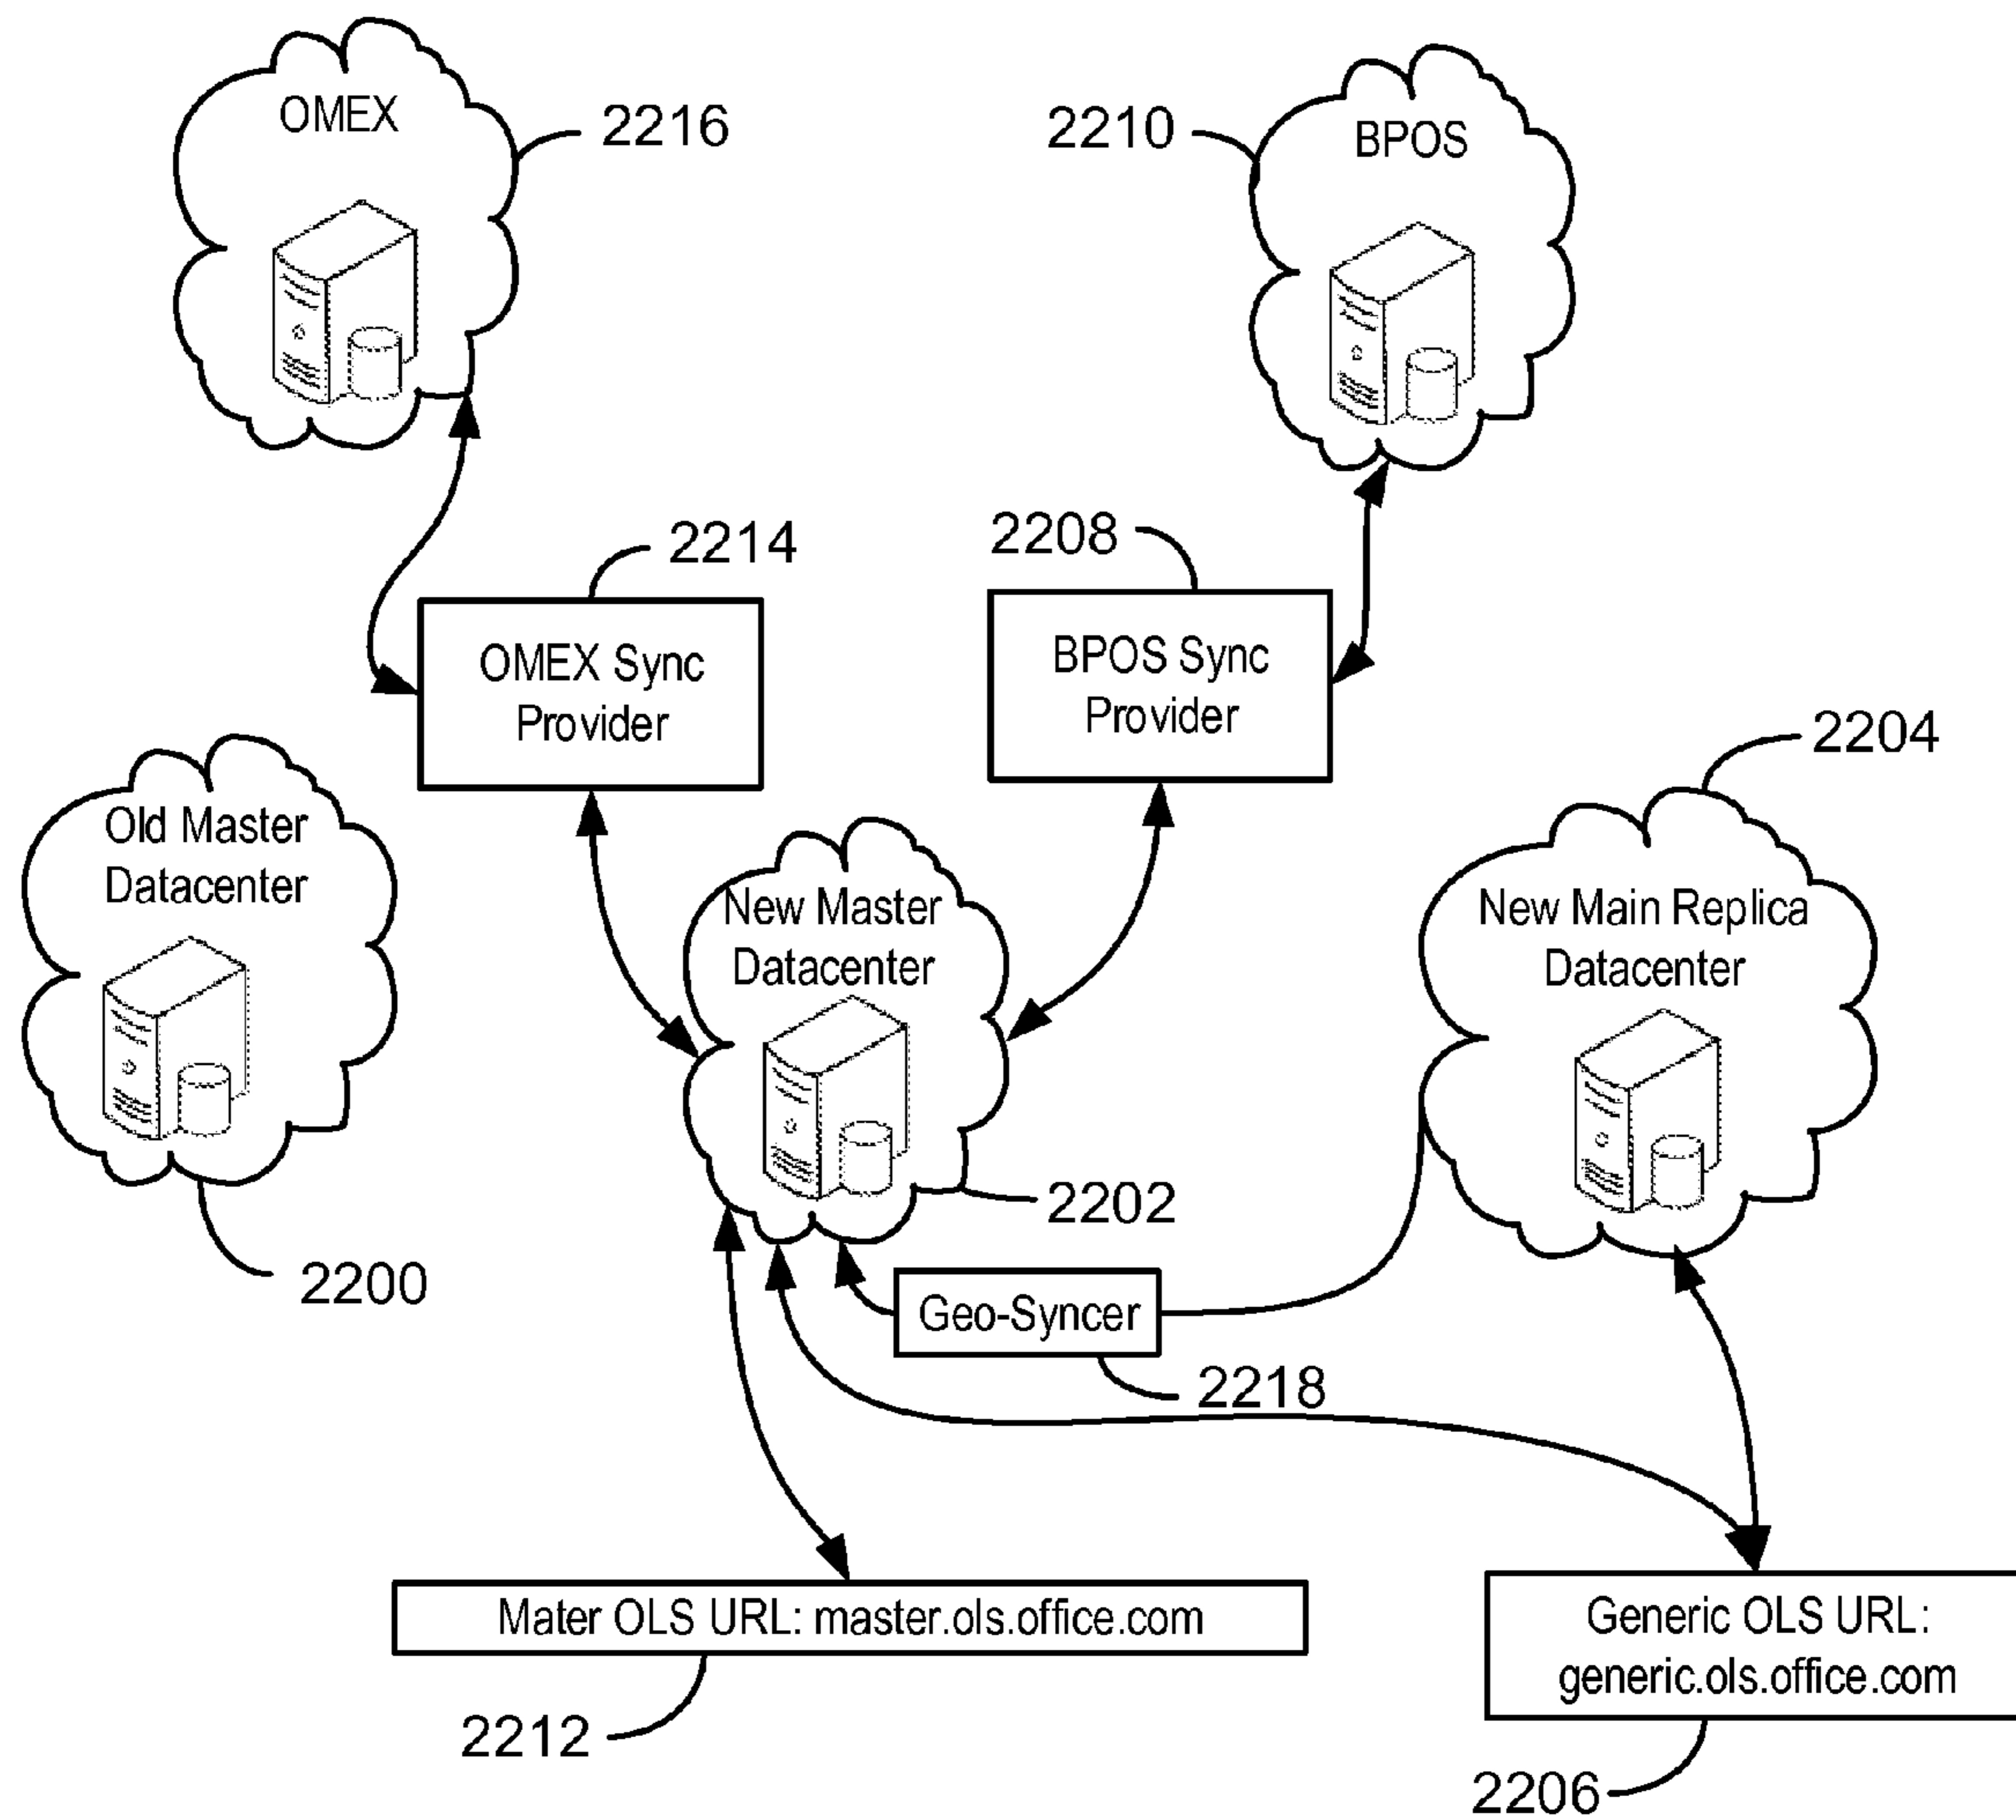 OMEX
2216
2210
BPOS
2214
2208
OMEX Sync
Provider
BPOS Sync
Provider
2204
Old Master
Datacenter
New Master
Datacenter
New Main Replica
Datacenter
2202
2200
Geo-Syncer
2218
Mater OLS URL: master.ols.office.com
Generic OLS URL:
generic.ols.office.com
2212
2206